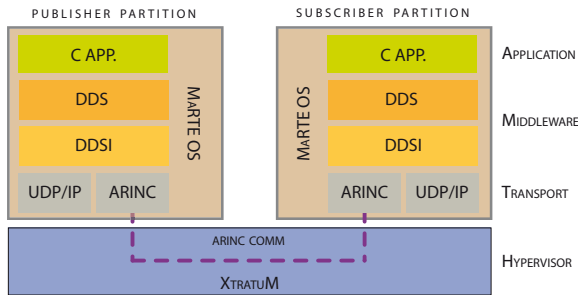 PUBLISHER PARTITION
SUBSCRIBER PARTITION
C APP.
C APP.
APPLICATION
DDS
DDS
MARTE OS
MARTE OS
MIDDLEWARE
DDSI
DDSI
UDP/IP
ARINC
ARINC
UDP/IP
TRANSPORT
ARINC COMM
HYPERVISOR
XTRATUM